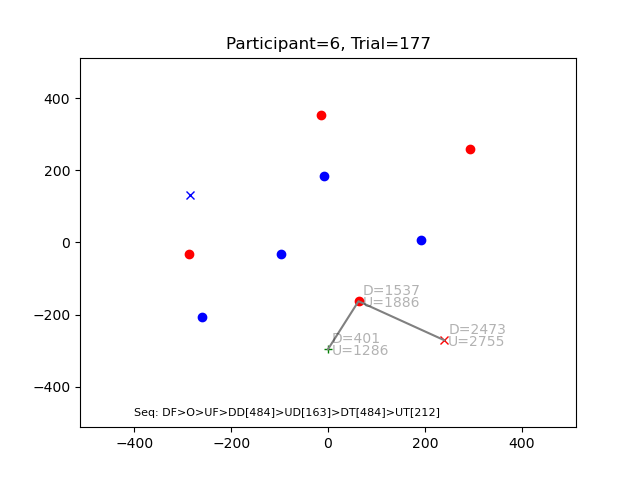 Participant=6, Trial=177
400
200
0
−200
−400
D=1537
U=1886
D=401
U=1286
D=2473
U=2755
Seq: DF>O>UF>DD[484]>UD[163]>DT[484]>UT[212]
−400 −200 0 200 400